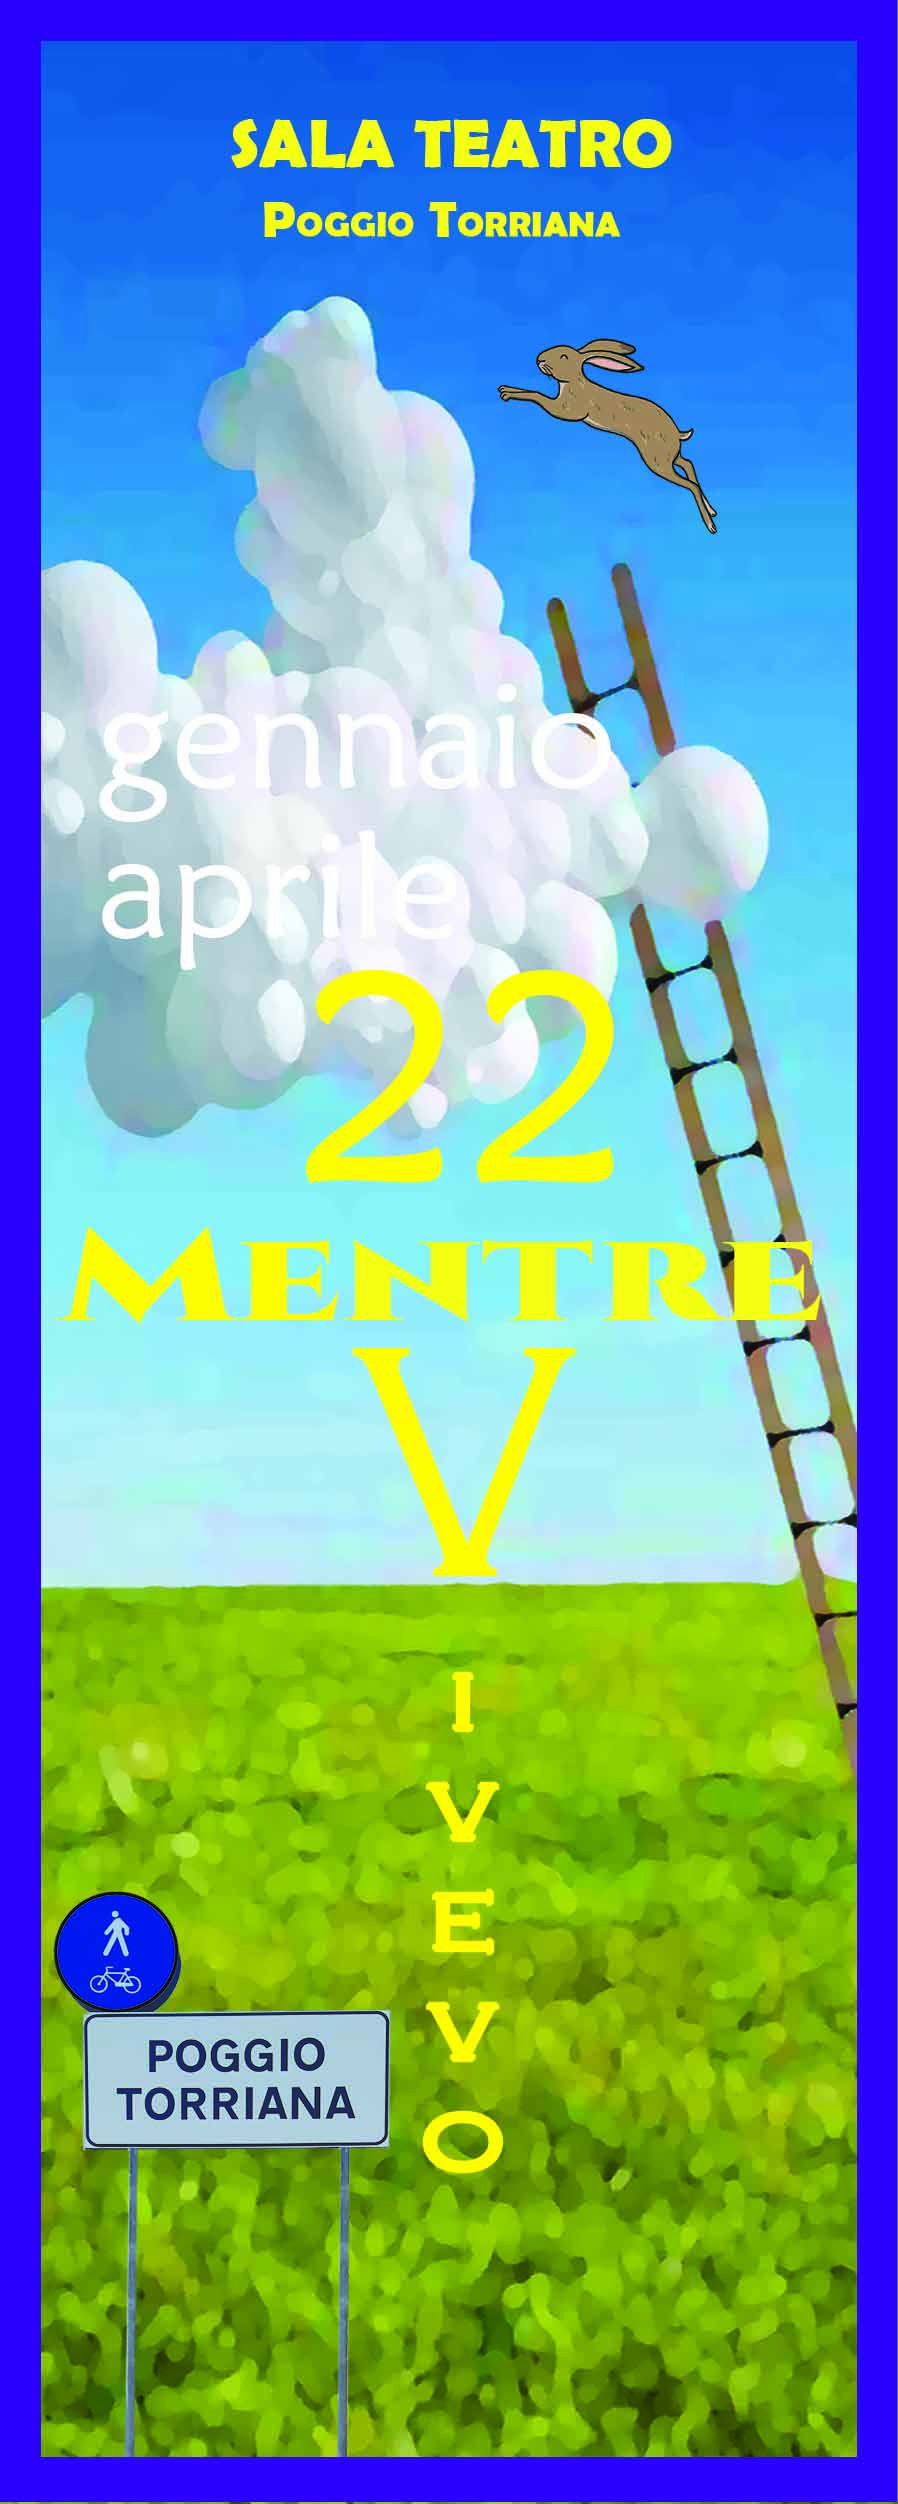 SALA TEATRO
POGGIO TORRIANA
gennaio
aprile
22
MENTRE
V
I
V
E
V
O
POGGIO
TORRIANA